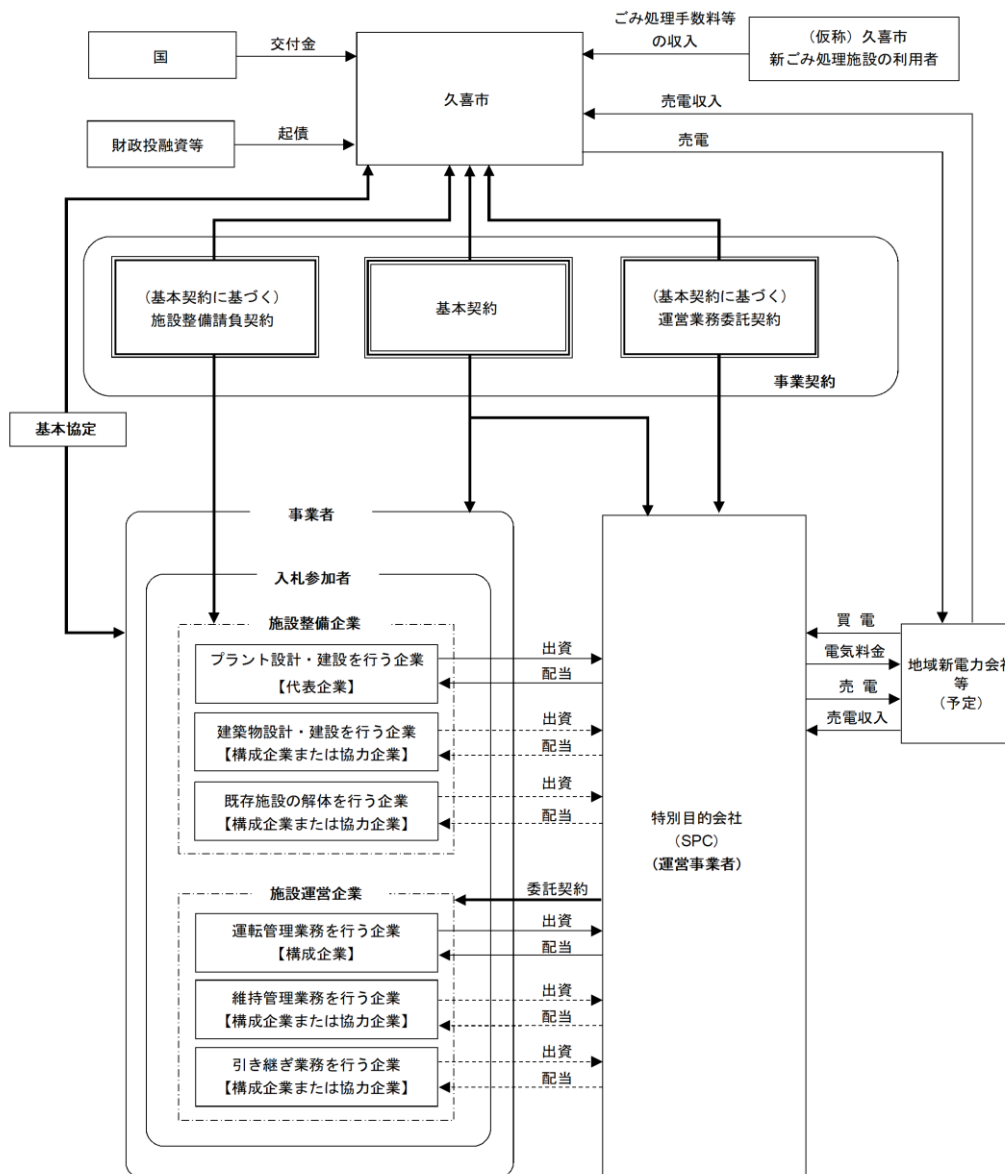 国
交付金
ごみ処理手数料等
の収入
（仮称）久喜市
新ごみ処理施設の利用者
久喜市
売電収入
財政投融資等
起債
売電
（基本契約に基づく）
施設整備請負契約
基本契約
（基本契約に基づく）
運営業務委託契約
事業契約
基本協定
事業者
入札参加者
施設整備企業
プラント設計・建設を行う企業
【代表企業】
出資
配当
建築物設計・建設を行う企業
【構成企業または協力企業】
出資
配当
既存施設の解体を行う企業
【構成企業または協力企業】
出資
配当
買 電
電気料金
売 電
売電収入
地域新電力会社
等
（予定）
特別目的会社
（SPC）
（運営事業者）
施設運営企業
委託契約
運転管理業務を行う企業
【構成企業】
出資
配当
維持管理業務を行う企業
【構成企業または協力企業】
出資
配当
引き継ぎ業務を行う企業
【構成企業または協力企業】
出資
配当